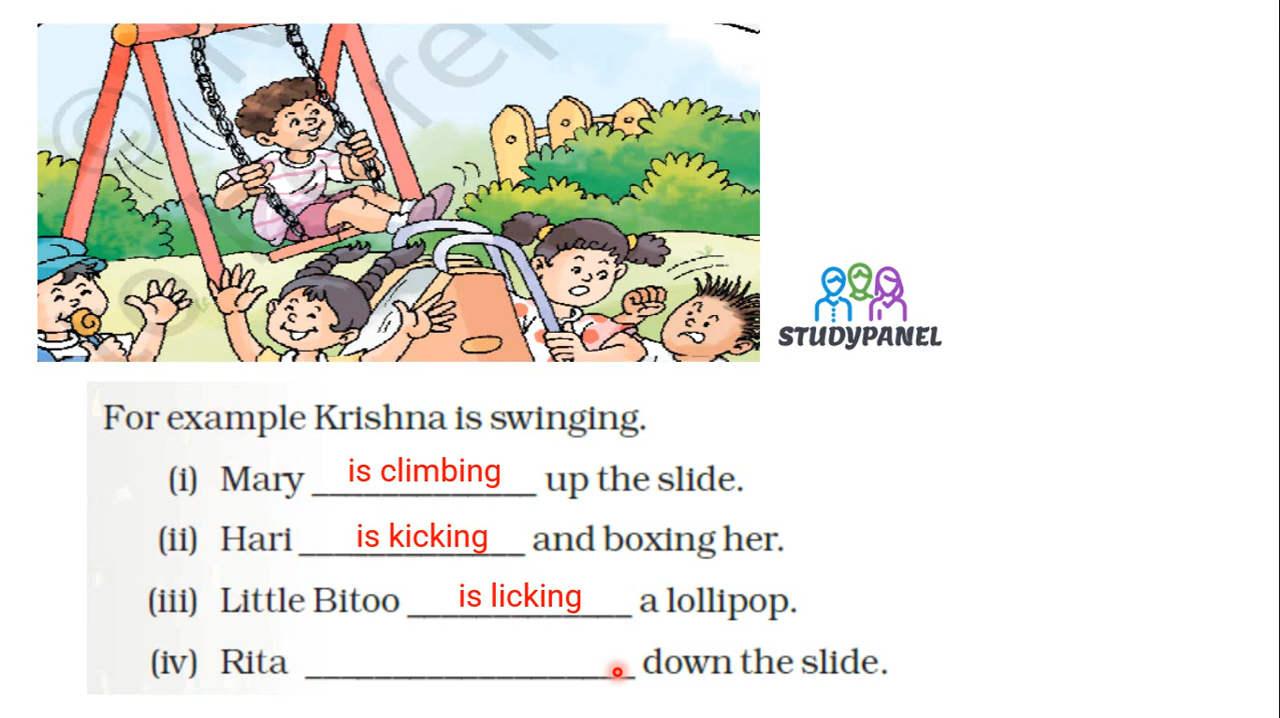 STUDYPANEL
For example Krishna is swinging.
(i) Mary is climbing up the slide.
(ii) Hari is kicking and boxing her.
(iii) Little Bitoo is licking a lollipop.
(iv) Rita ____________________ down the slide.